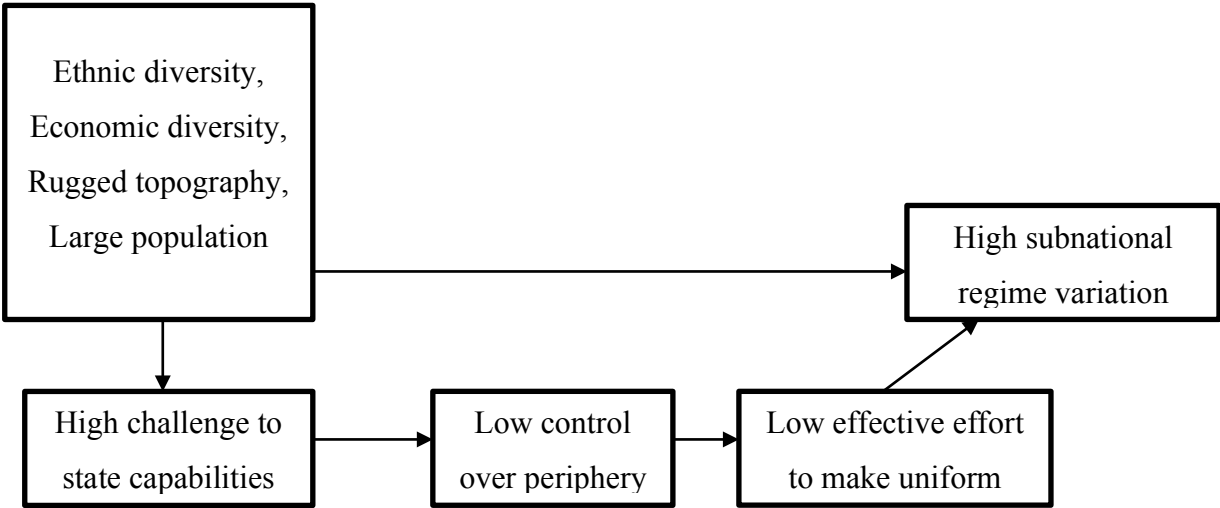 Ethnic diversity,
Economic diversity,
Rugged topography,
Large population
High subnational
regime variation
High challenge to
state capabilities
Low control
over periphery
Low effective effort
to make uniform